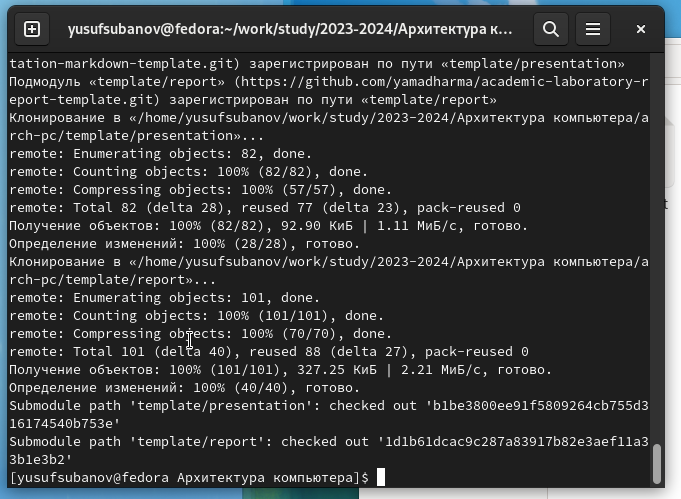 yusufsubanov@fedora:~/work/study/2023-2024/Архитектура к...
tation-markdown-template.git) зарегистрирован по пути «template/presentation»
Подмодуль «template/report» (https://github.com/yamadharma/academic-laboratory-r
eport-template.git) зарегистрирован по пути «template/report»
Клонирование в «/home/yusufsubanov/work/study/2023-2024/Архитектура компьютера/a
rch-pc/template/presentation»...
remote: Enumerating objects: 82, done.
remote: Counting objects: 100% (82/82), done.
remote: Compressing objects: 100% (57/57), done.
remote: Total 82 (delta 28), reused 77 (delta 23), pack-reused 0
Получение объектов: 100% (82/82), 92.90 КиБ | 1.11 МиБ/с, готово.
Определение изменений: 100% (28/28), готово.
Клонирование в «/home/yusufsubanov/work/study/2023-2024/Архитектура компьютера/a
rch-pc/template/report»...
remote: Enumerating objects: 101, done.
remote: Counting objects: 100% (101/101), done.
remote: Compressing objects: 100% (70/70), done.
remote: Total 101 (delta 40), reused 88 (delta 27), pack-reused 0
Получение объектов: 100% (101/101), 327.25 КиБ | 2.21 МиБ/с, готово.
Определение изменений: 100% (40/40), готово.
Submodule path 'template/presentation': checked out 'b1be3800ee91f5809264cb755d3
16174540b753e'
Submodule path 'template/report': checked out '1d1b61dcac9c287a83917b82e3aef11a3
3b1e3b2'
[yusufsubanov@fedora Архитектура компьютера]$